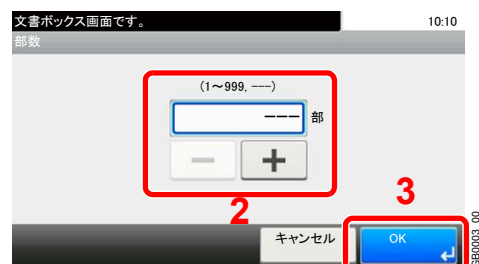 文書ボックス画面です。 10:10
部数
(1～999, ---)
--- 部
2
3
キャンセル OK
GB0003_00